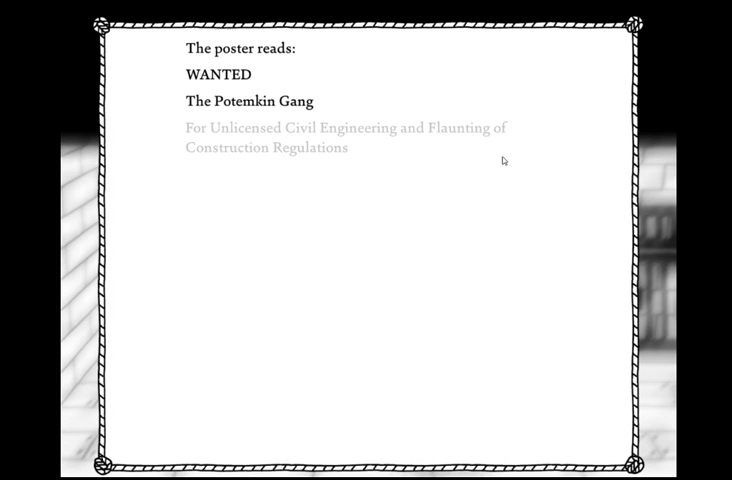 The poster reads:
WANTED
The Potemkin Gang
For Unlicensed Civil Engineering and Flaunting of
Construction Regulations